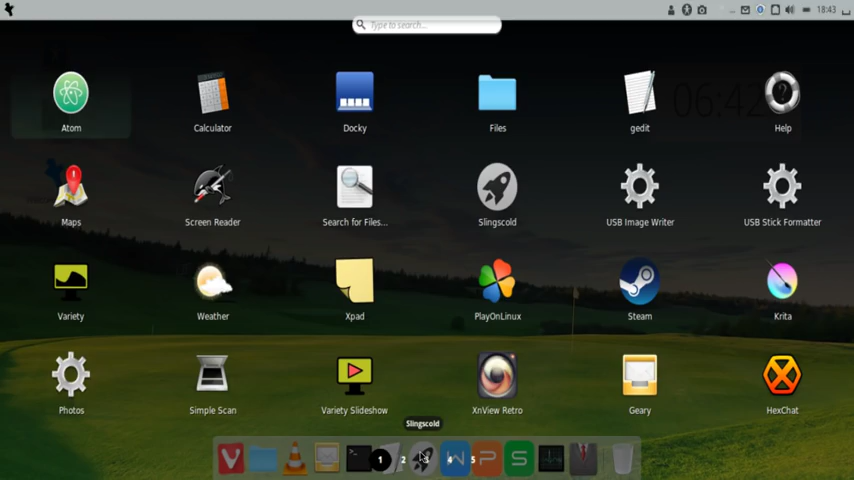 18:43
Type to search...
06:42
Atom
Calculator
Docky
Files
gedit
Help
Maps
Screen Reader
Search for Files...
Slingscold
USB Image Writer
USB Stick Formatter
Variety
Weather
Xpad
PlayOnLinux
Steam
Krita
Photos
Simple Scan
Variety Slideshow
XnView Retro
Geary
HexChat
Slingscold
1 2 3 4 5
W P S